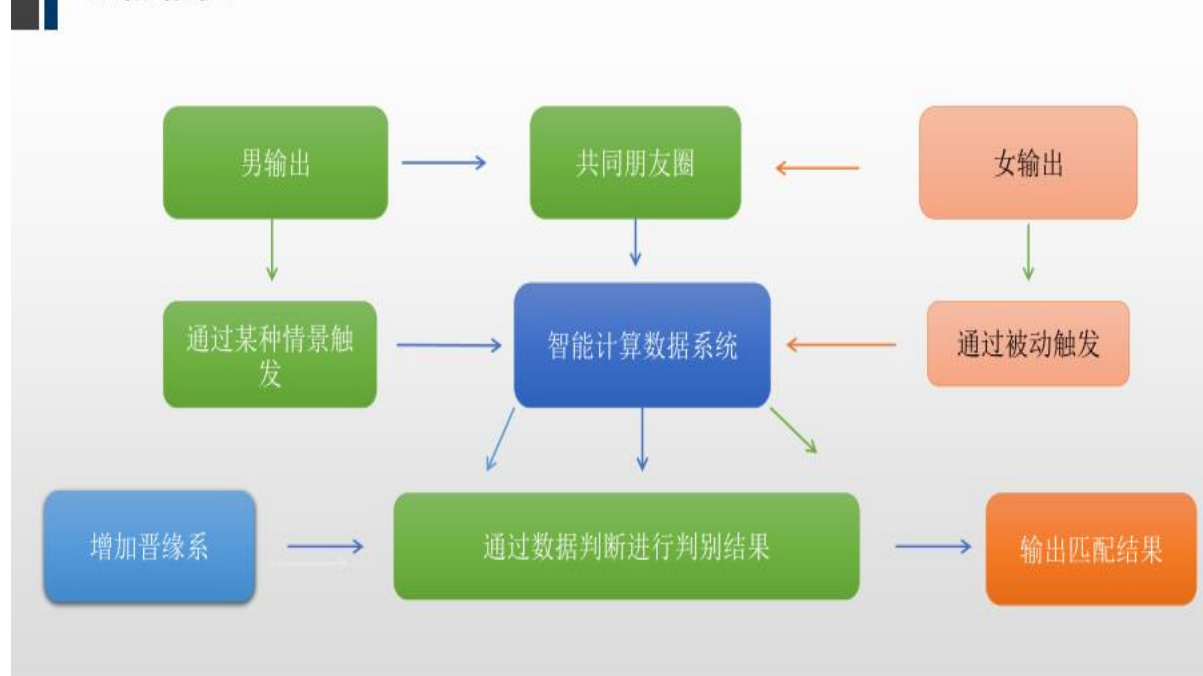 男输出
共同朋友圈
女输出
通过某种情景触
发
智能计算数据系统
通过被动触发
增加晋缘系
通过数据判断进行判别结果
输出匹配结果